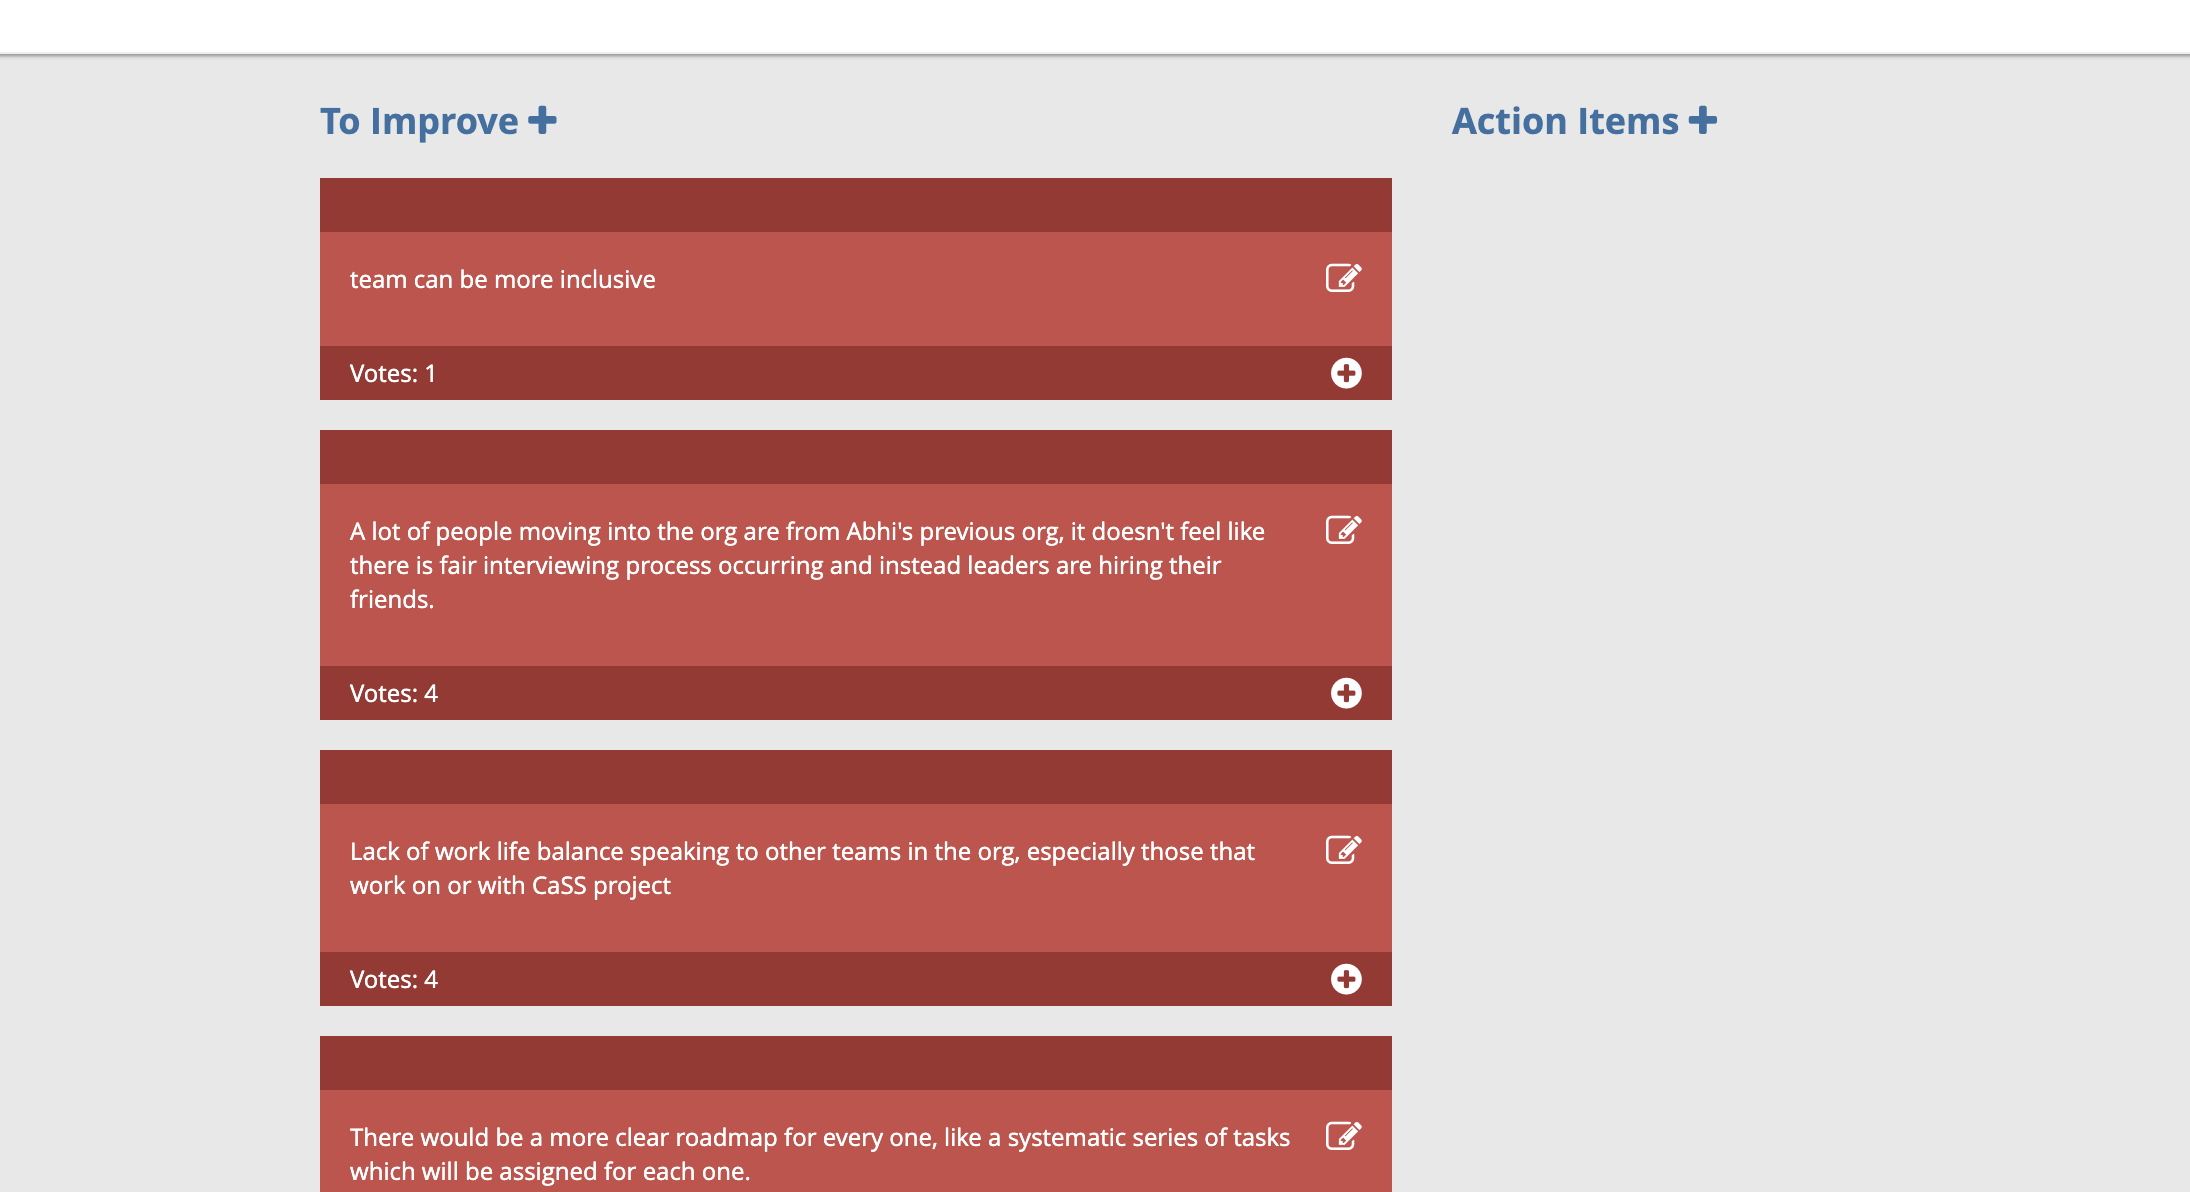 To Improve
Action Items
team can be more inclusive
Votes: 1
A lot of people moving into the org are from Abhi's previous org, it doesn't feel like
there is fair interviewing process occurring and instead leaders are hiring their
friends.
Votes: 4
Lack of work life balance speaking to other teams in the org, especially those that
work on or with CaSS project
Votes: 4
There would be a more clear roadmap for every one, like a systematic series of tasks
which will be assigned for each one.